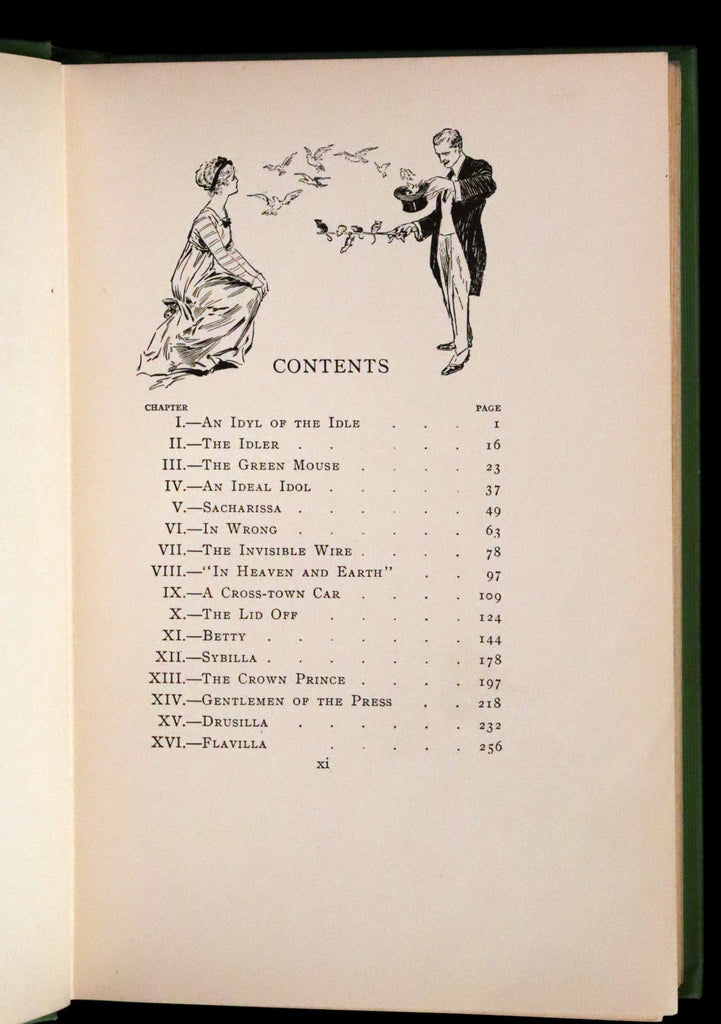 CONTENTS
CHAPTER PAGE
I.—An Idyl of the Idle . . . 1
II.—The Idler . . . . . . 16
III.—The Green Mouse . . . . 23
IV.—An Ideal Idol . . . . . 37
V.—Sacharissa . . . . . . 49
VI.—In Wrong . . . . . . 63
VII.—The Invisible Wire . . . . 78
VIII.—"In Heaven and Earth" . . 97
IX.—A Cross-town Car . . . . 109
X.—The Lid Off . . . . . 124
XI.—Betty . . . . . . . 144
XII.—Sybilla . . . . . . . 178
XIII.—The Crown Prince . . . . 197
XIV.—Gentlemen of the Press . . 218
XV.—Drusilla . . . . . . 232
XVI.—Flavilla . . . . . 256
xi